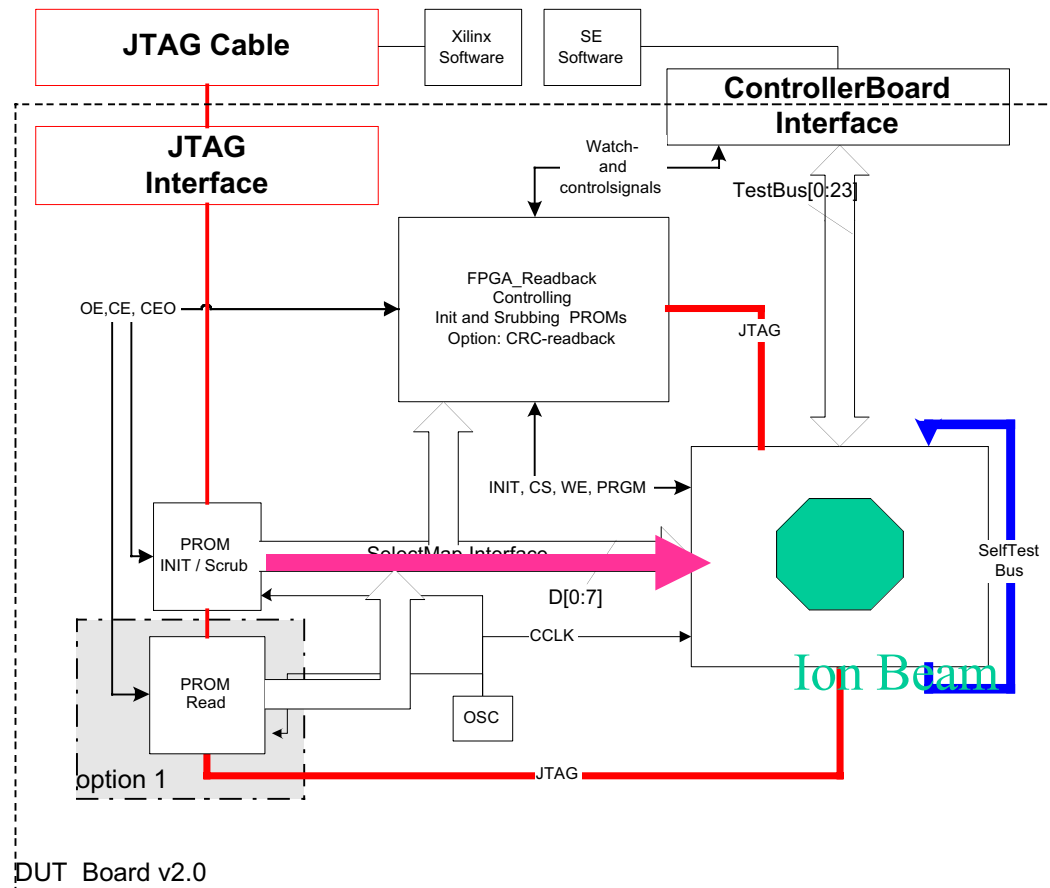 JTAG Cable
Xilinx
Software
SE
Software
ControllerBoard
Interface
JTAG
Interface
Watch-
and
controlsignals
TestBus[0:23]
FPGA_Readback
Controlling
Init and Srubbing PROMs
Option: CRC-readback
OE,CE, CEO
JTAG
INIT, CS, WE, PRGM
PROM
INIT / Scrub
SelectMap Interface
D[0:7]
SelfTest
Bus
CCLK
Ion Beam
PROM
Read
OSC
option 1
JTAG
DUT Board v2.0